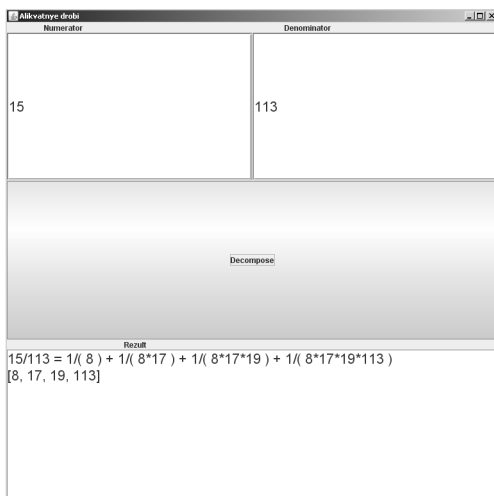 Alikvatnye drobi
Numerator Denominator
15 113
Decompose
Rezult
15/113 = 1/( 8 ) + 1/( 8*17 ) + 1/( 8*17*19 ) + 1/( 8*17*19*113 )
[8, 17, 19, 113]